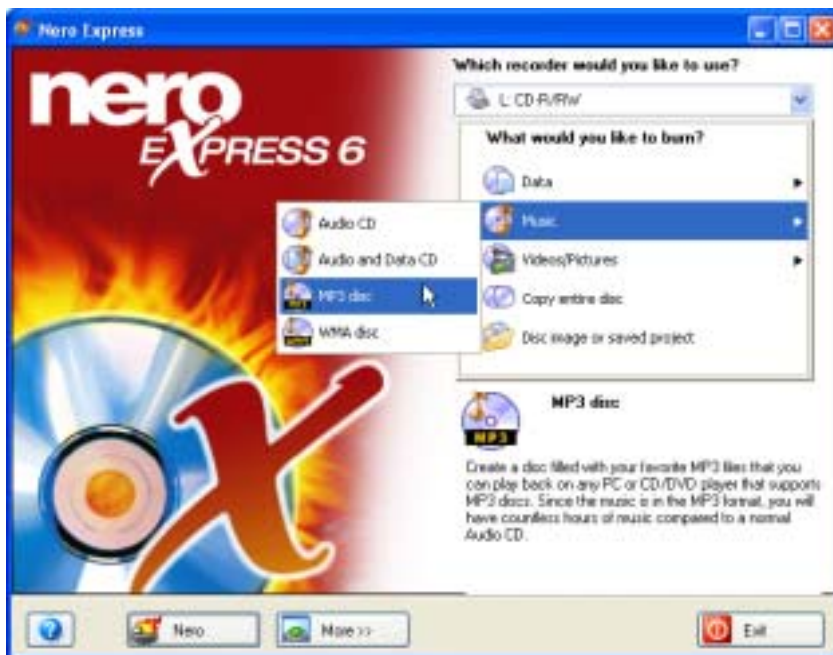 Nero Express
nero
EXPRESS 6
Which recorder would you like to use?
L: CD-R/RW
What would you like to burn?
Data
Music
Videos/Pictures
Copy entire disc
Disc image or saved project
Audio CD
Audio and Data CD
MP3 disc
WMA disc
MP3 disc
MP3
Create a disc filled with your favorite MP3 files that you
can play back on any PC or CD/DVD player that supports
MP3 discs. Since the music is in the MP3 format, you will
have countless hours of music compared to a normal
Audio CD.
Nero
More >>
Exit